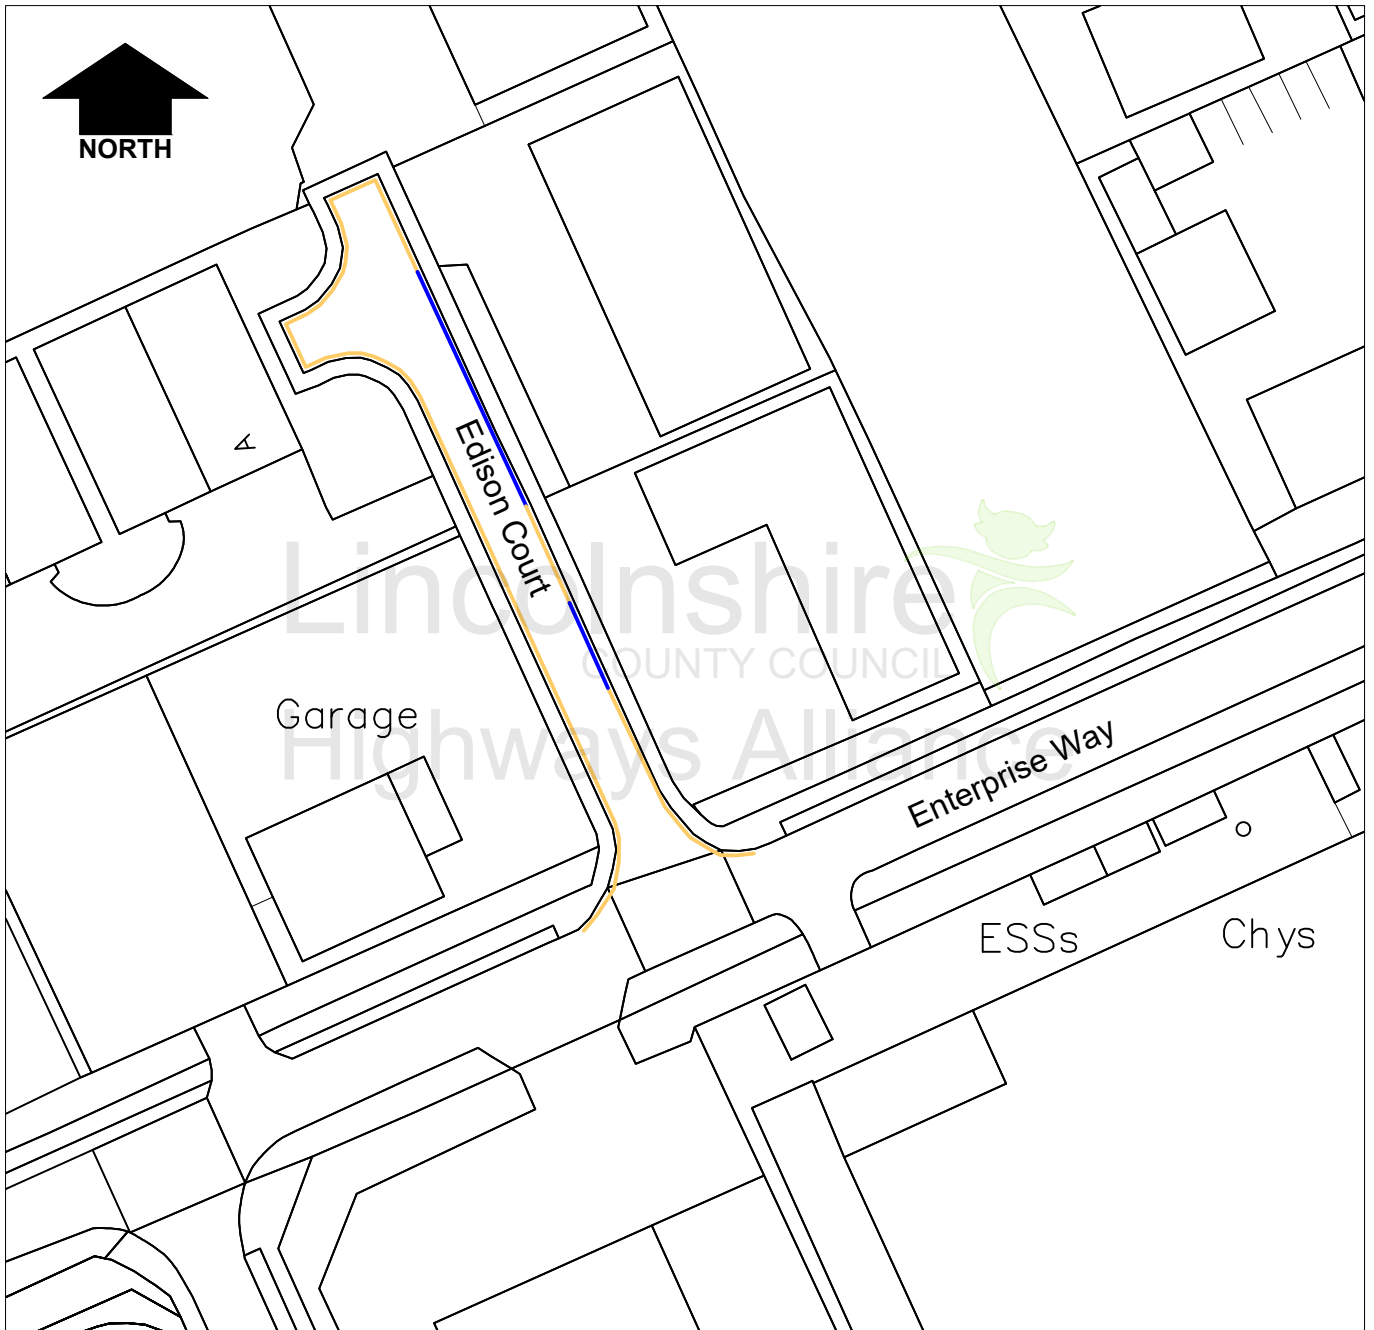 NORTH
A
Edison Court
Lincolnshire
COUNTY COUNCIL
Highways Alliance
Garage
Enterprise Way
ESSs
Chys